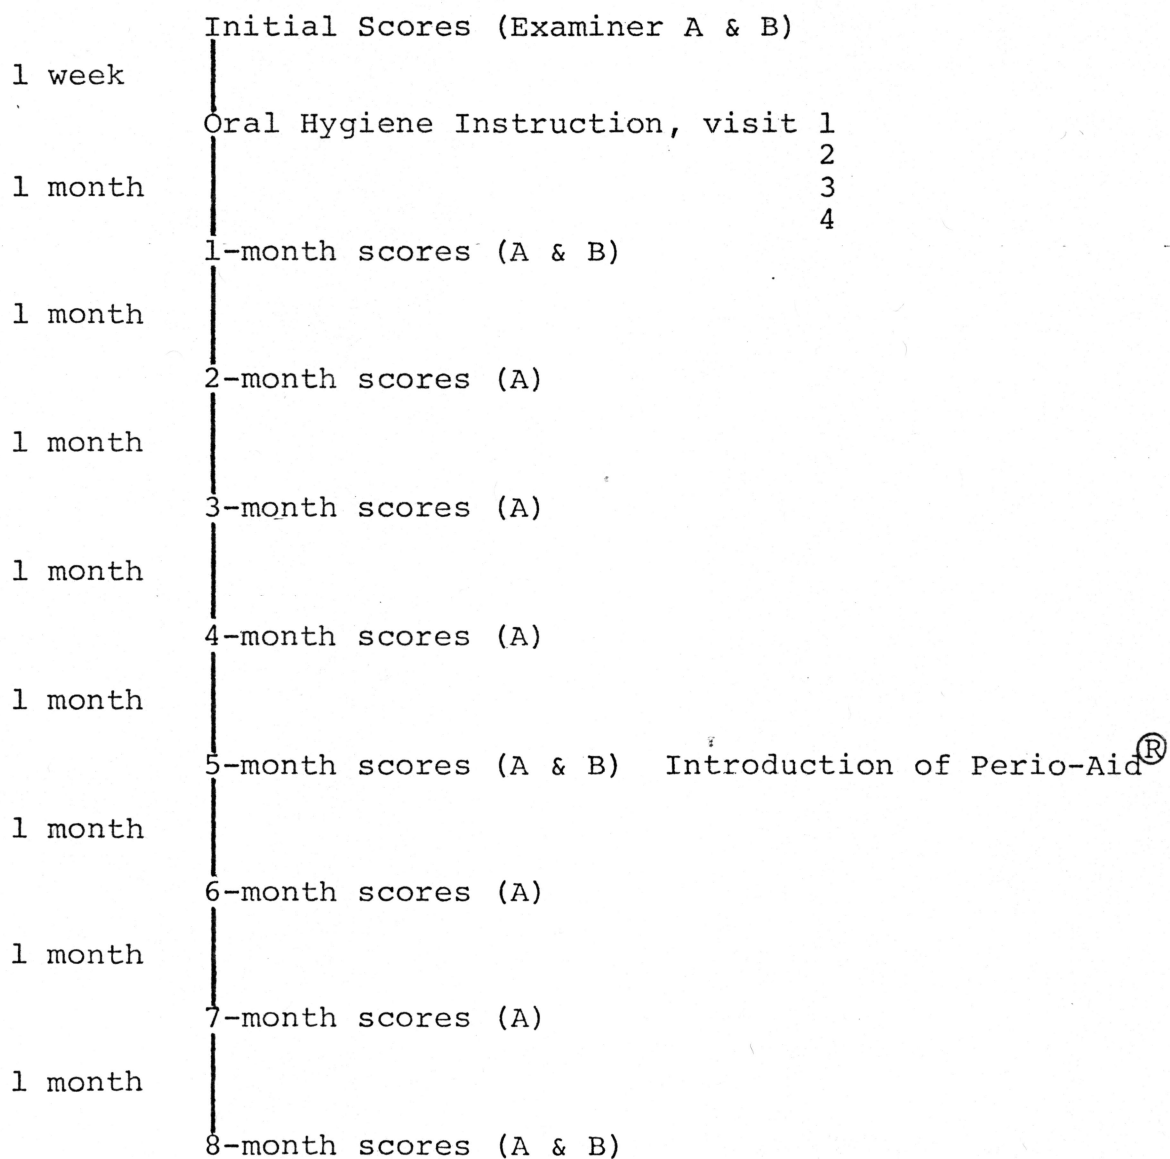 Initial Scores (Examiner A & B)
1 week
Oral Hygiene Instruction, visit 1
2
1 month 3
4
1-month scores (A & B)
1 month
2-month scores (A)
1 month
3-month scores (A)
1 month
4-month scores (A)
1 month
5-month scores (A & B) Introduction of Perio-Aid®
1 month
6-month scores (A)
1 month
7-month scores (A)
1 month
8-month scores (A & B)